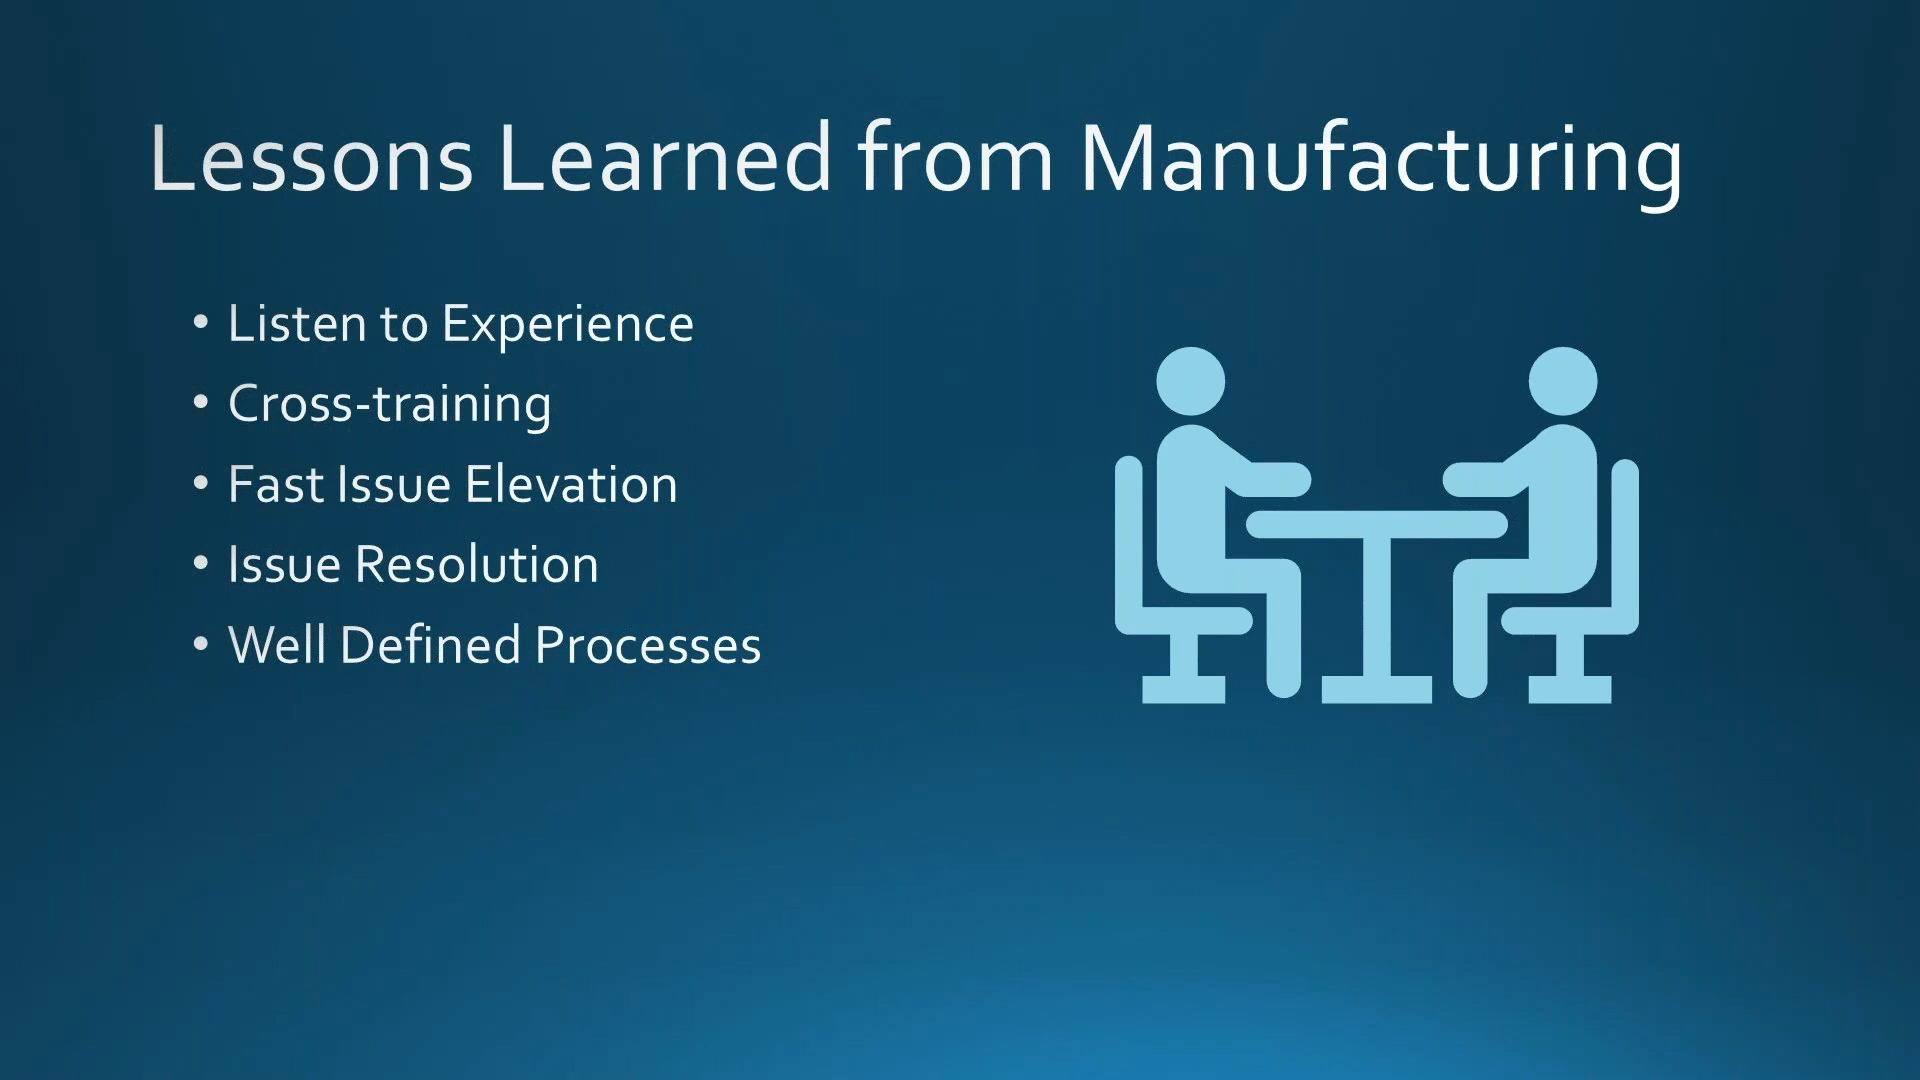 Lessons Learned from Manufacturing
• Listen to Experience
• Cross-training
• Fast Issue Elevation
• Issue Resolution
• Well Defined Processes